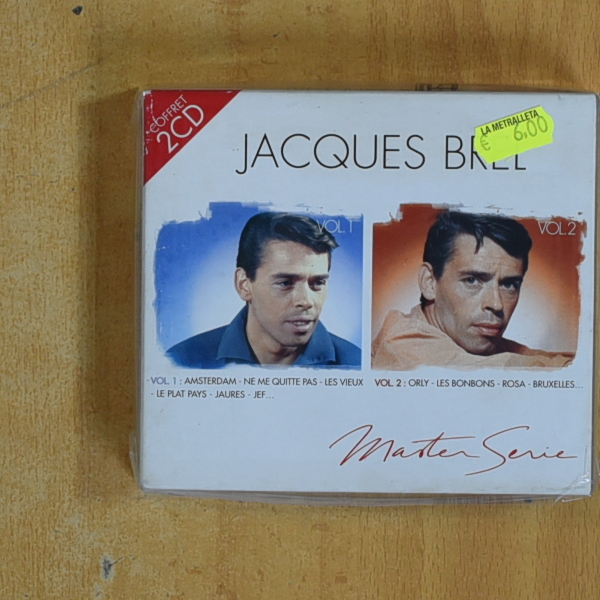 COFFRET
2CD
JACQUES BREL
LA METRALLETA
€ 6,00
VOL.1
VOL.2
VOL. 1 : AMSTERDAM - NE ME QUITTE PAS - LES VIEUX
- LE PLAT PAYS - JAURES - JEF...
VOL. 2 : ORLY - LES BONBONS - ROSA - BRUXELLES...
Master Serie